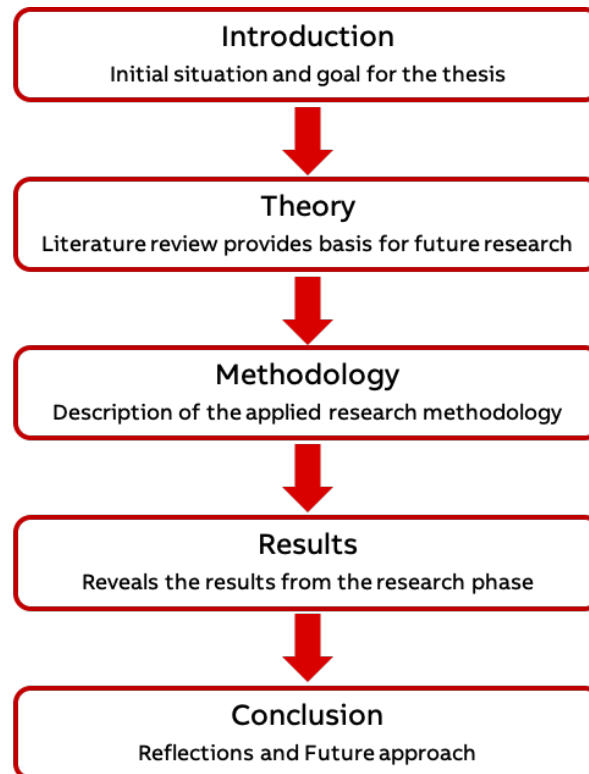 Introduction
Initial situation and goal for the thesis
Theory
Literature review provides basis for future research
Methodology
Description of the applied research methodology
Results
Reveals the results from the research phase
Conclusion
Reflections and Future approach